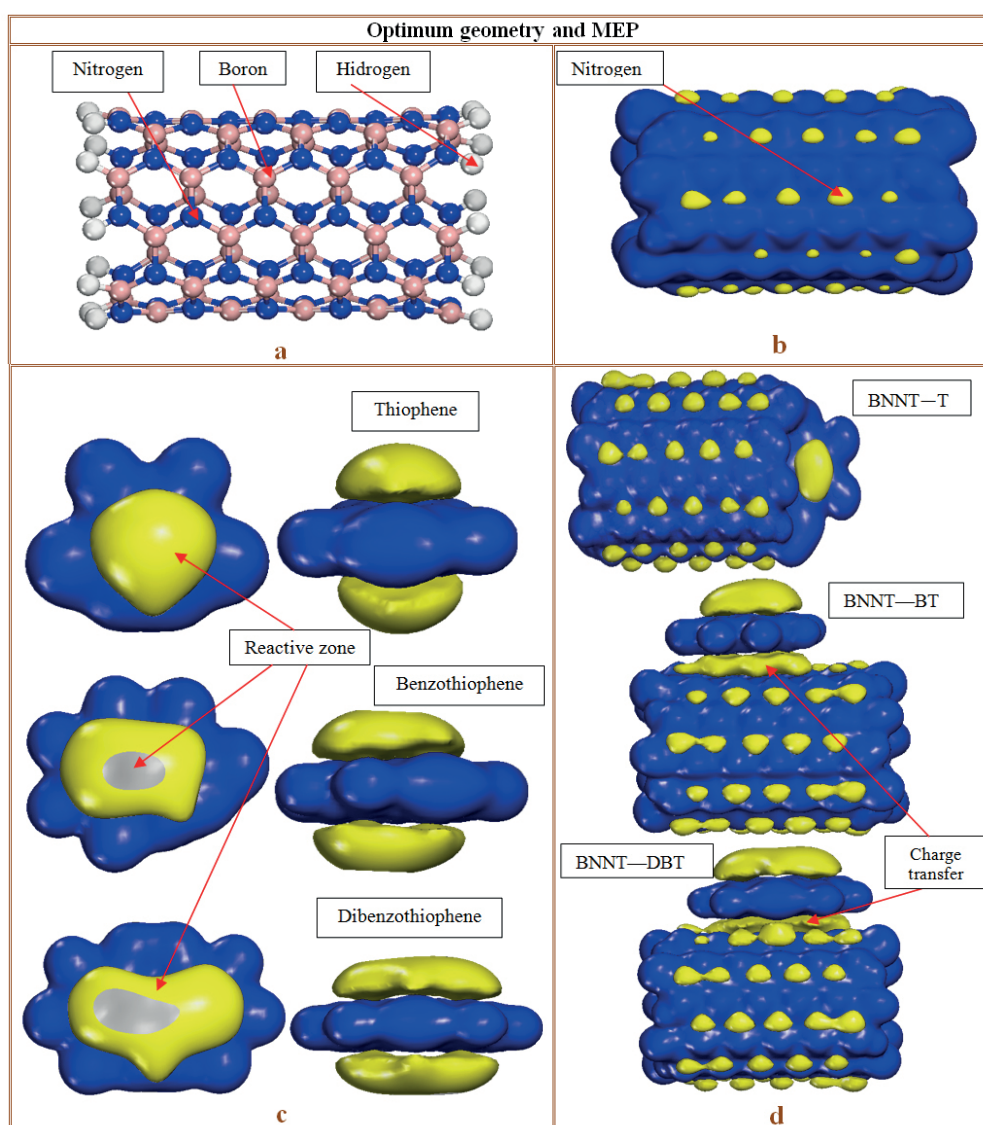 Optimum geometry and MEP
Nitrogen
Boron
Hidrogen
a
Nitrogen
b
Thiophene
Reactive zone
Benzothiophene
Dibenzothiophene
c
BNNT—T
BNNT—BT
BNNT—DBT
Charge
transfer
d